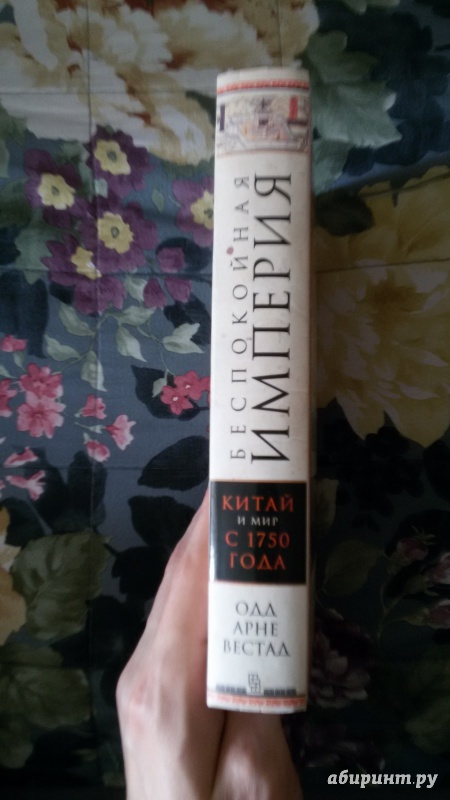 БЕСПОКОЙНАЯ
ИМПЕРИЯ
КИТАЙ
И МИР
С 1750
ГОДА
ОДД
АРНЕ
ВЕСТАД
абиринт.ру